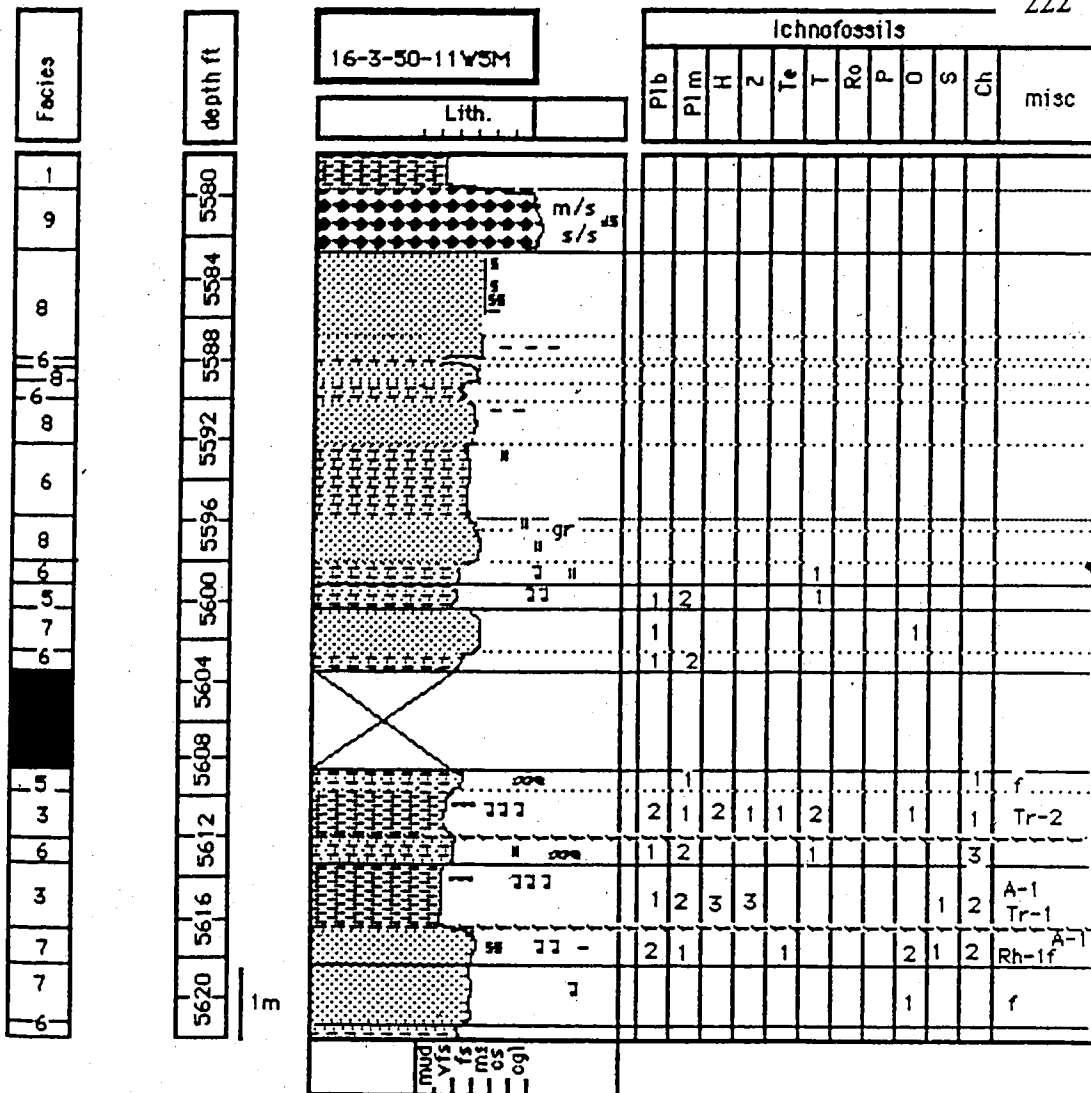 222
Facies
depth ft
16-3-50-11W5M
Lith.
Ichnofossils
Plb Plm H Z Te T Ro P O S Ch misc
1
5580
9
m/s
s/s
5584
s
s
ss
8
5588
6
8
6
8
5592
6
5596
8
gr
6
1
5600
5
1 2 1
7
1 1
6
1 2
5604
5608
5
1 1 f
3
2 1 2 1 1 2 1 1 Tr-2
5612
6
1 2 1 3
3
1 2 3 3 1 2 A-1
Tr-1
5616
7
ss
2 1 1 2 1 2 Rh-1f A-1
7
5620
1m
1 f
6
mud
vfs
fs
ms
cs
cgl